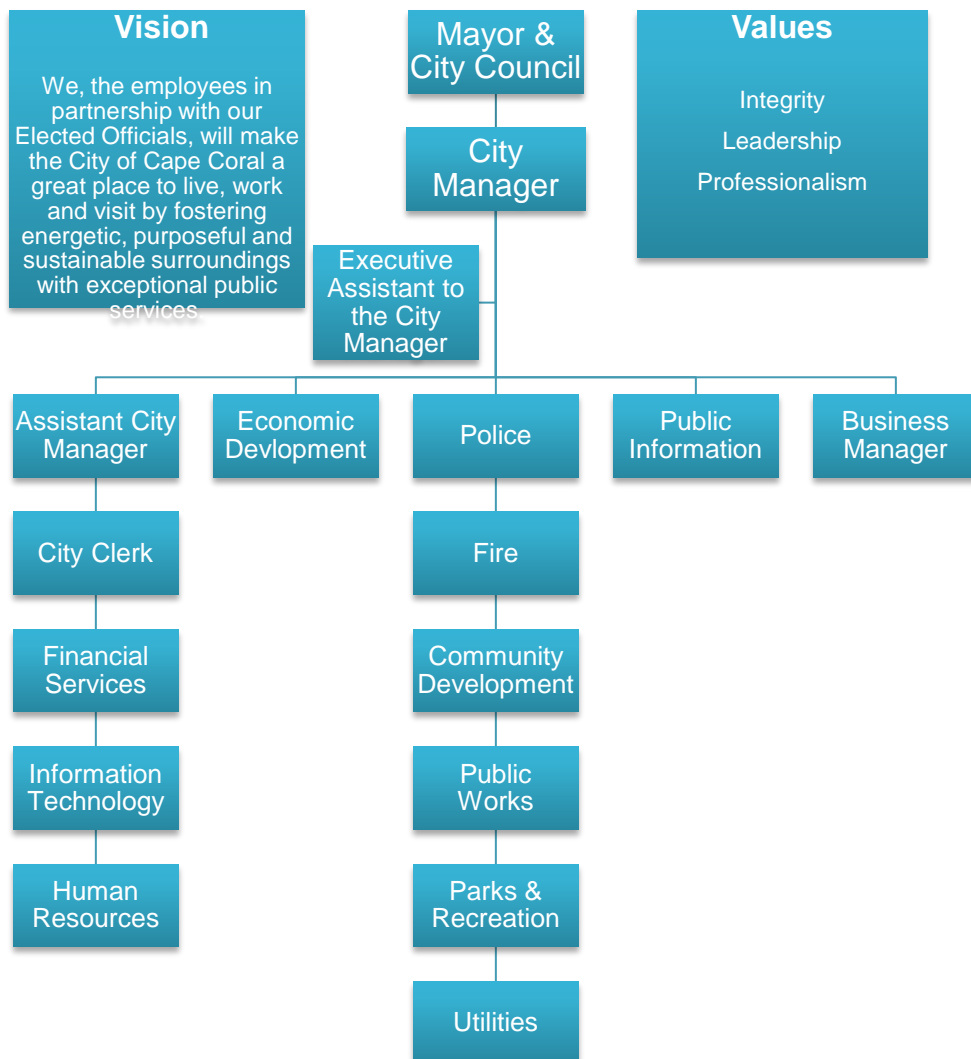 Vision
We, the employees in
partnership with our
Elected Officials, will make
the City of Cape Coral a
great place to live, work
and visit by fostering
energetic, purposeful and
sustainable surroundings
with exceptional public
services.
Mayor &
City Council
Values
Integrity
Leadership
Professionalism
City
Manager
Executive
Assistant to
the City
Manager
Assistant City
Manager
Economic
Devlopment
Police
Public
Information
Business
Manager
City Clerk
Fire
Financial
Services
Community
Development
Information
Technology
Public
Works
Human
Resources
Parks &
Recreation
Utilities